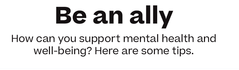 Be an ally
How can you support mental health and
well-being? Here are some tips.